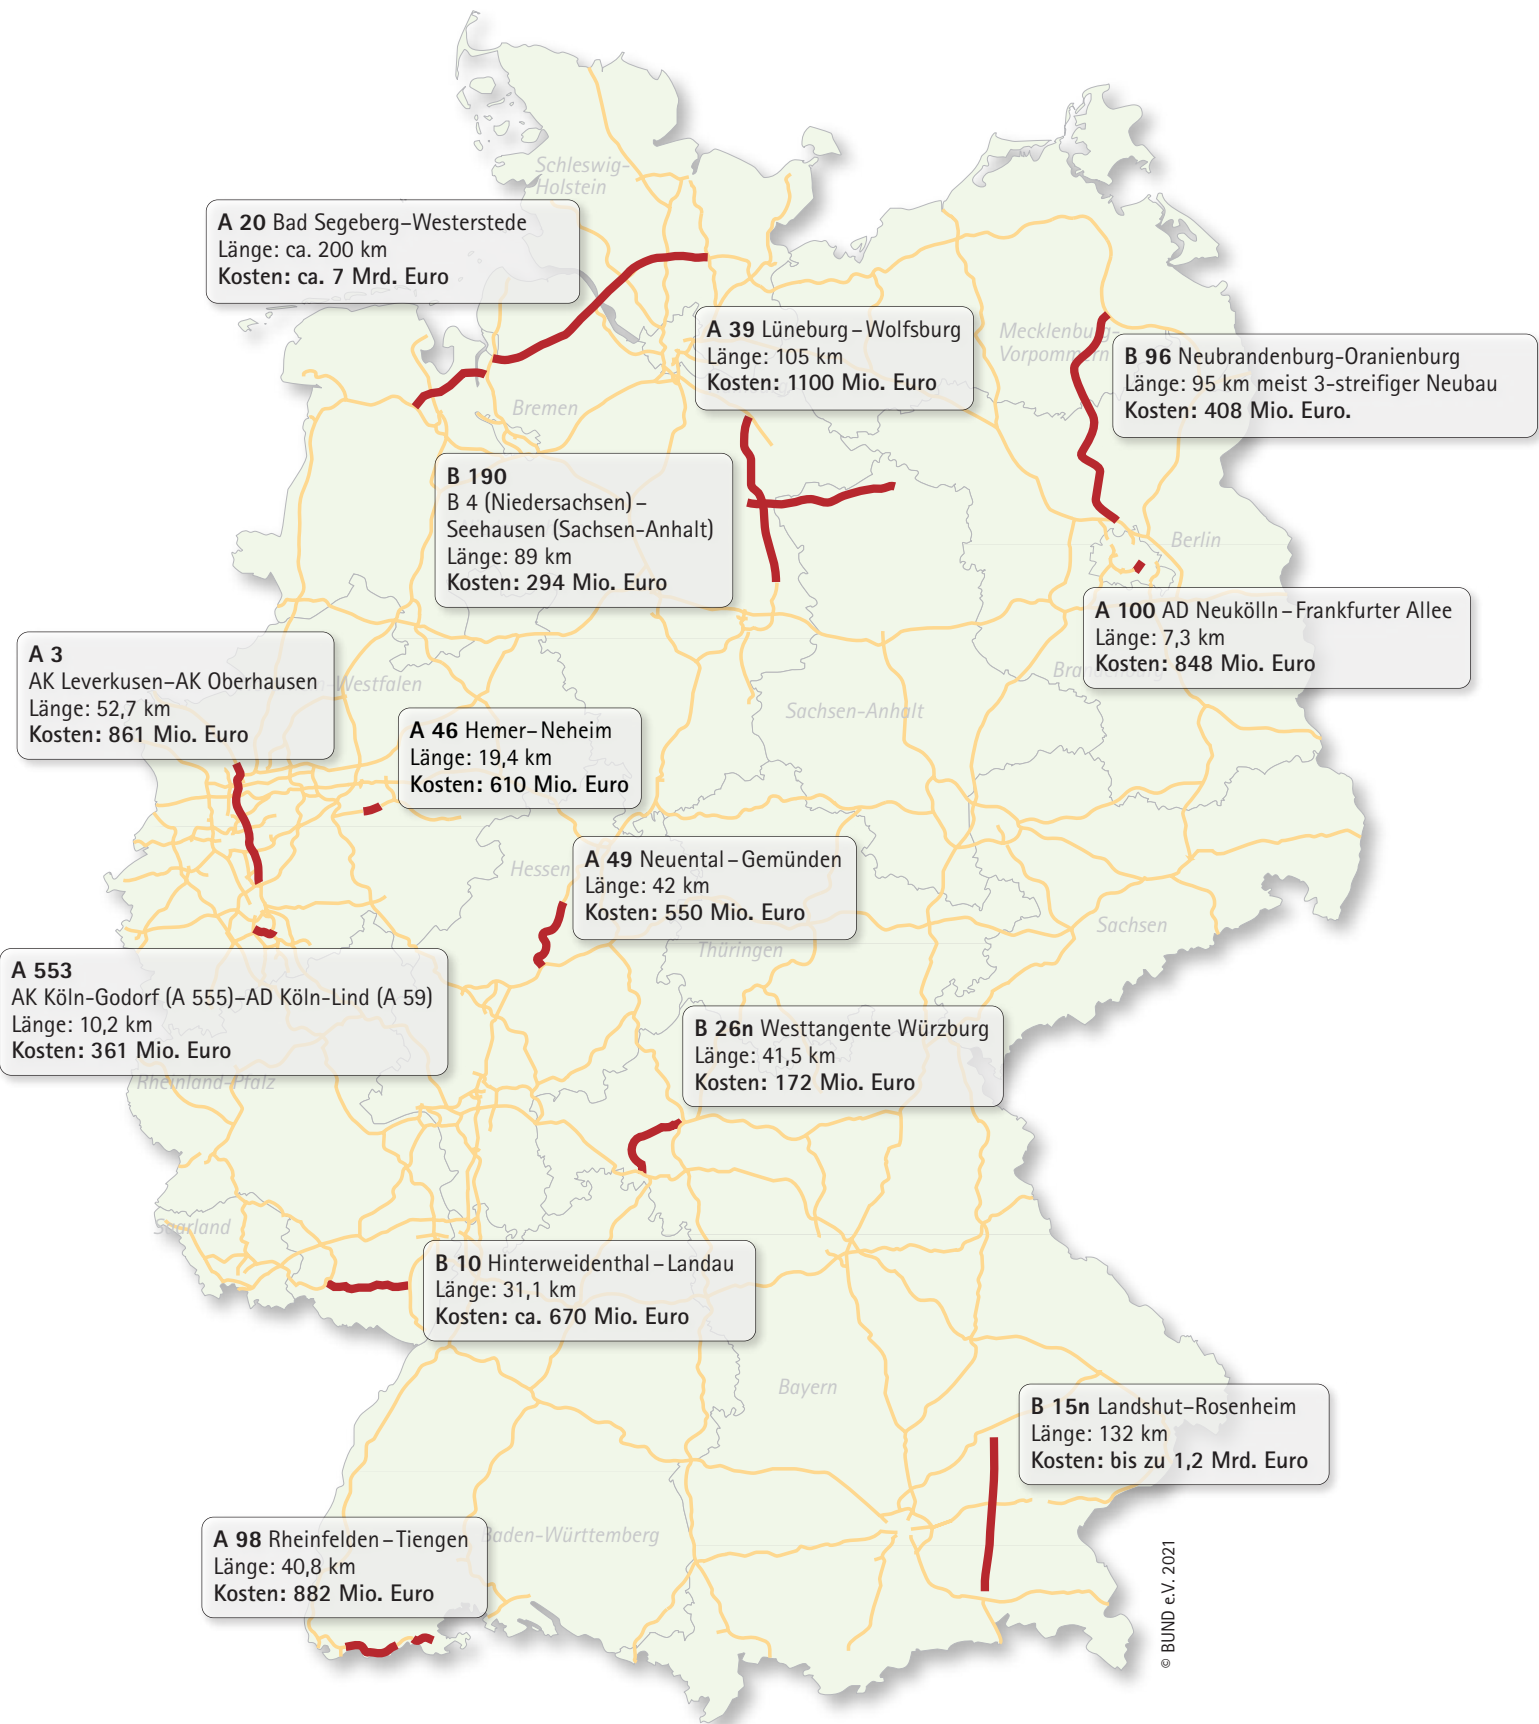 Schleswig-
Holstein
A 20 Bad Segeberg–Westerstede
Länge: ca. 200 km
Kosten: ca. 7 Mrd. Euro
A 39 Lüneburg–Wolfsburg
Länge: 105 km
Kosten: 1100 Mio. Euro
Mecklenburg-
Vorpommern
B 96 Neubrandenburg-Oranienburg
Länge: 95 km meist 3-streifiger Neubau
Kosten: 408 Mio. Euro.
Bremen
B 190
B 4 (Niedersachsen)–
Seehausen (Sachsen-Anhalt)
Länge: 89 km
Kosten: 294 Mio. Euro
Berlin
A 100 AD Neukölln–Frankfurter Allee
Länge: 7,3 km
Kosten: 848 Mio. Euro
Brandenburg
A 3
AK Leverkusen–AK Oberhausen
Länge: 52,7 km
Kosten: 861 Mio. Euro
n-Westfalen
Sachsen-Anhalt
A 46 Hemer–Neheim
Länge: 19,4 km
Kosten: 610 Mio. Euro
Hessen
A 49 Neuental–Gemünden
Länge: 42 km
Kosten: 550 Mio. Euro
Thüringen
Sachsen
A 553
AK Köln-Godorf (A 555)–AD Köln-Lind (A 59)
Länge: 10,2 km
Kosten: 361 Mio. Euro
Rheinland-Pfalz
B 26n Westtangente Würzburg
Länge: 41,5 km
Kosten: 172 Mio. Euro
Saarland
B 10 Hinterweidenthal–Landau
Länge: 31,1 km
Kosten: ca. 670 Mio. Euro
Bayern
B 15n Landshut–Rosenheim
Länge: 132 km
Kosten: bis zu 1,2 Mrd. Euro
Baden-Württemberg
A 98 Rheinfelden–Tiengen
Länge: 40,8 km
Kosten: 882 Mio. Euro
© BUND e.V. 2021